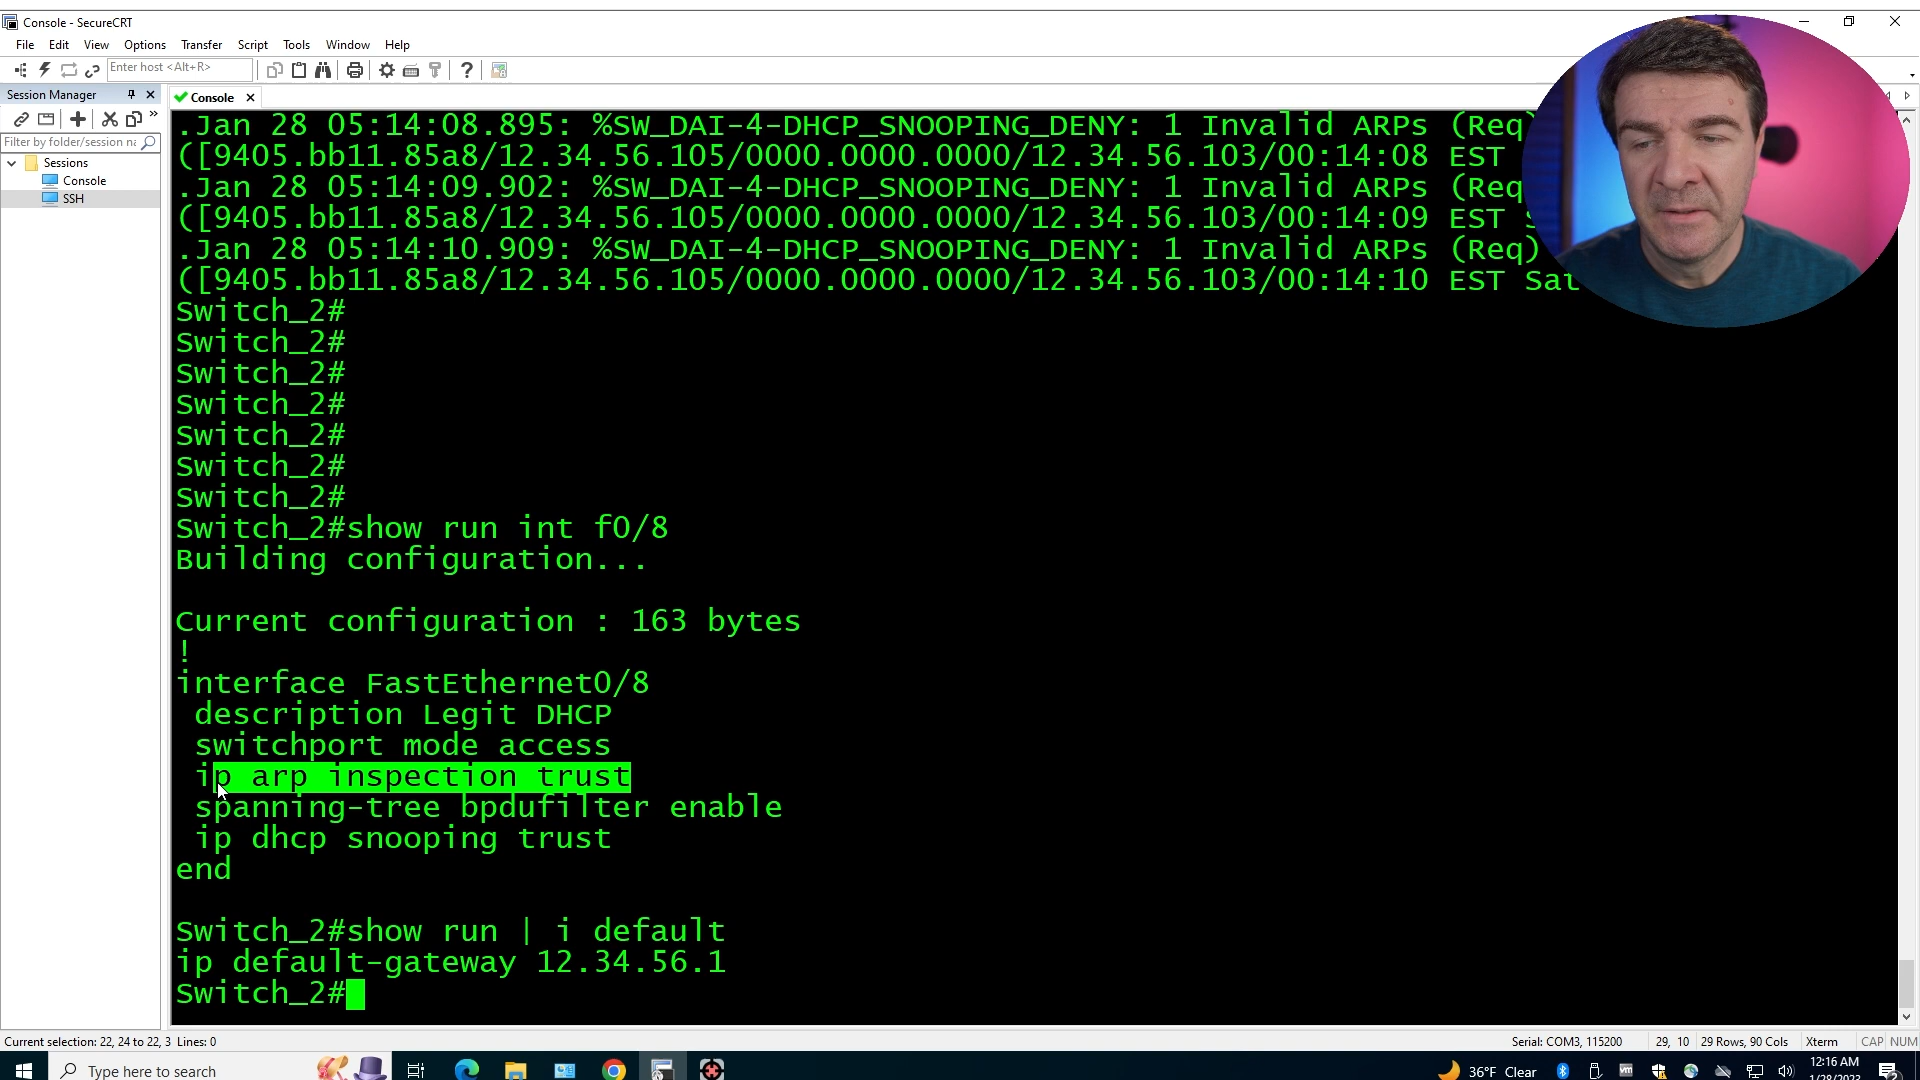 Console - SecureCRT
File Edit View Options Transfer Script Tools Window Help
Enter host <Alt+R>
Session Manager
Console
Filter by folder/session na
Sessions
Console
SSH
.Jan 28 05:14:08.895: %SW_DAI-4-DHCP_SNOOPING_DENY: 1 Invalid ARPs (Req)
([9405.bb11.85a8/12.34.56.105/0000.0000.0000/12.34.56.103/00:14:08 EST
.Jan 28 05:14:09.902: %SW_DAI-4-DHCP_SNOOPING_DENY: 1 Invalid ARPs (Req
([9405.bb11.85a8/12.34.56.105/0000.0000.0000/12.34.56.103/00:14:09 EST
.Jan 28 05:14:10.909: %SW_DAI-4-DHCP_SNOOPING_DENY: 1 Invalid ARPs (Req)
([9405.bb11.85a8/12.34.56.105/0000.0000.0000/12.34.56.103/00:14:10 EST Sat
Switch_2#
Switch_2#
Switch_2#
Switch_2#
Switch_2#
Switch_2#
Switch_2#
Switch_2#show run int f0/8
Building configuration...
Current configuration : 163 bytes
!
interface FastEthernet0/8
description Legit DHCP
switchport mode access
ip arp inspection trust
spanning-tree bpdufilter enable
ip dhcp snooping trust
end
Switch_2#show run | i default
ip default-gateway 12.34.56.1
Switch_2#
Current selection: 22, 24 to 22, 3 Lines: 0
Serial: COM3, 115200 29, 10 29 Rows, 90 Cols Xterm CAP NUM
Type here to search
36°F Clear
12:16 AM